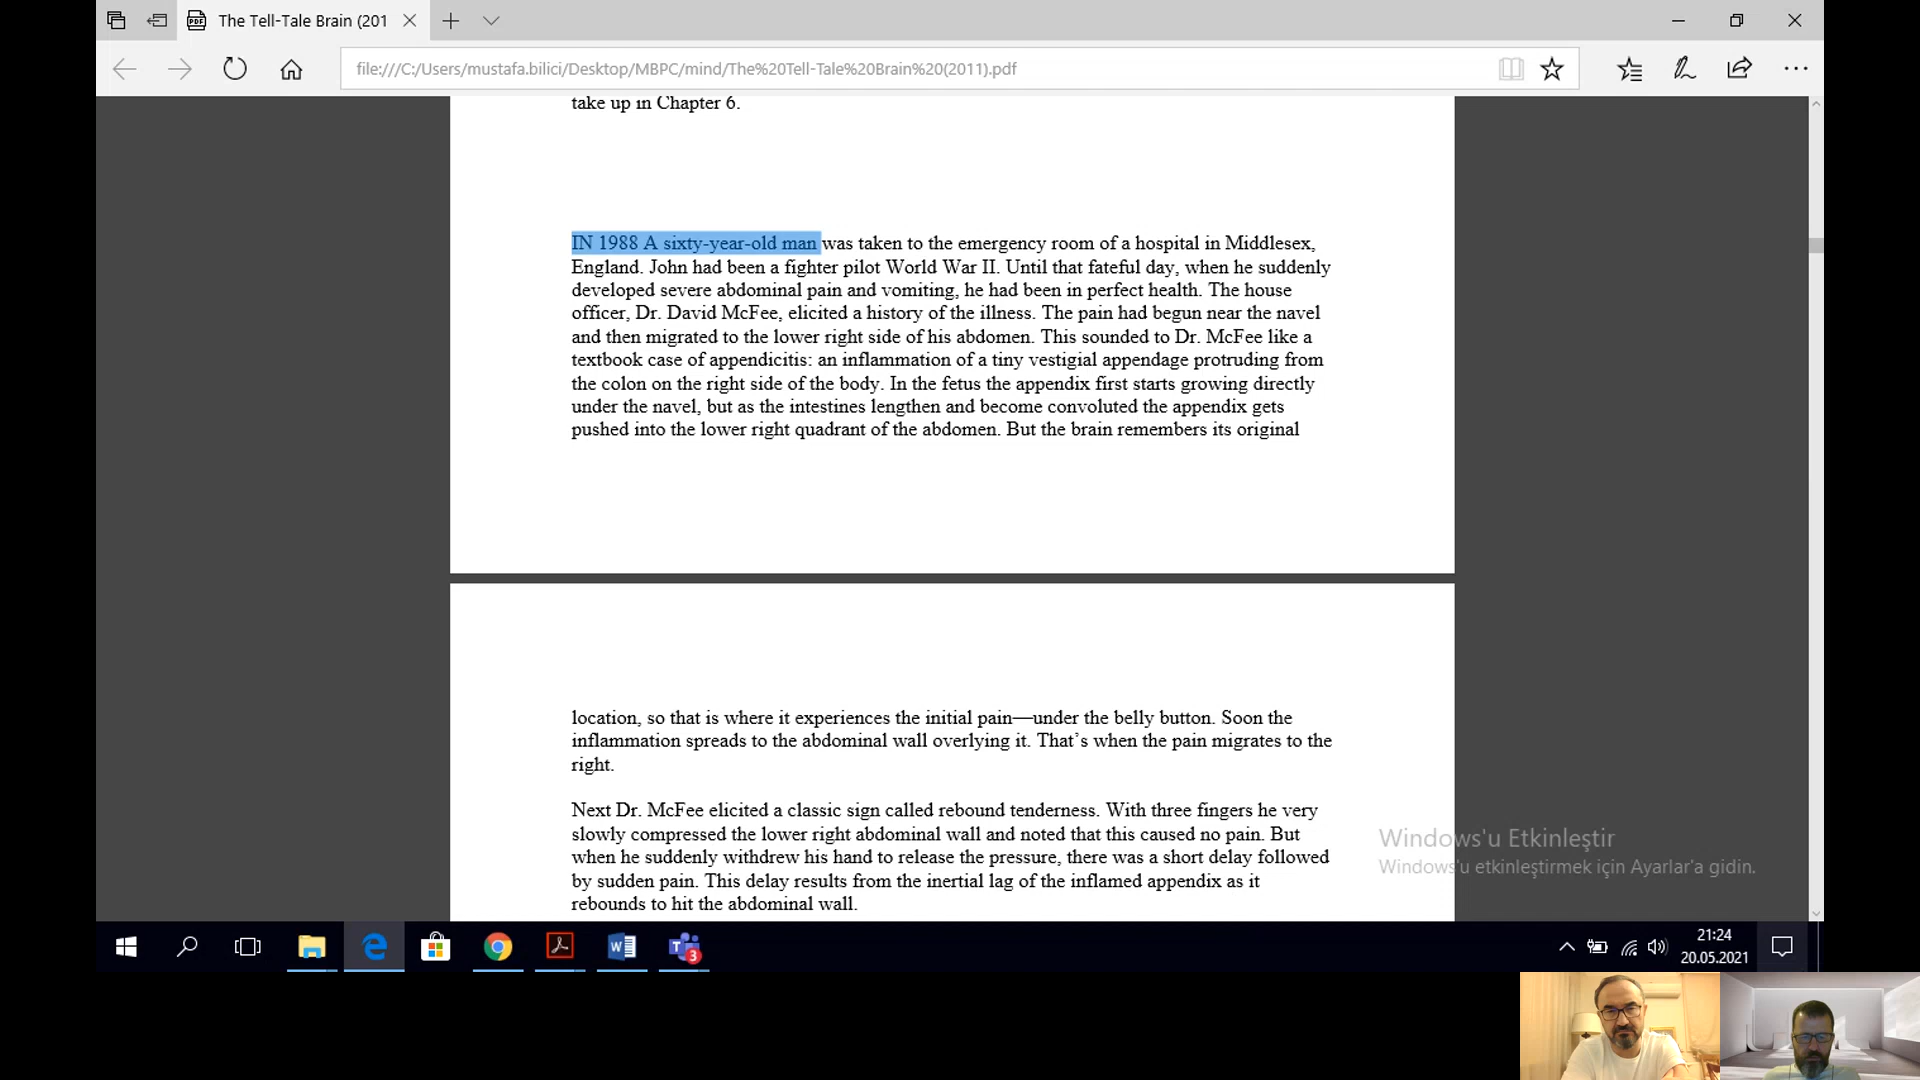 The Tell-Tale Brain (201
file:///C:/Users/mustafa.bilici/Desktop/MBPC/mind/The%20Tell-Tale%20Brain%20(2011).pdf
take up in Chapter 6.
IN 1988 A sixty-year-old man was taken to the emergency room of a hospital in Middlesex,
England. John had been a fighter pilot World War II. Until that fateful day, when he suddenly
developed severe abdominal pain and vomiting, he had been in perfect health. The house
officer, Dr. David McFee, elicited a history of the illness. The pain had begun near the navel
and then migrated to the lower right side of his abdomen. This sounded to Dr. McFee like a
textbook case of appendicitis: an inflammation of a tiny vestigial appendage protruding from
the colon on the right side of the body. In the fetus the appendix first starts growing directly
under the navel, but as the intestines lengthen and become convoluted the appendix gets
pushed into the lower right quadrant of the abdomen. But the brain remembers its original
location, so that is where it experiences the initial pain—under the belly button. Soon the
inflammation spreads to the abdominal wall overlying it. That's when the pain migrates to the
right.
Next Dr. McFee elicited a classic sign called rebound tenderness. With three fingers he very
slowly compressed the lower right abdominal wall and noted that this caused no pain. But
when he suddenly withdrew his hand to release the pressure, there was a short delay followed
by sudden pain. This delay results from the inertial lag of the inflamed appendix as it
rebounds to hit the abdominal wall.
Windows'u Etkinleştir
Windows'u etkinleştirmek için Ayarlar'a gidin.
21:24
20.05.2021
3